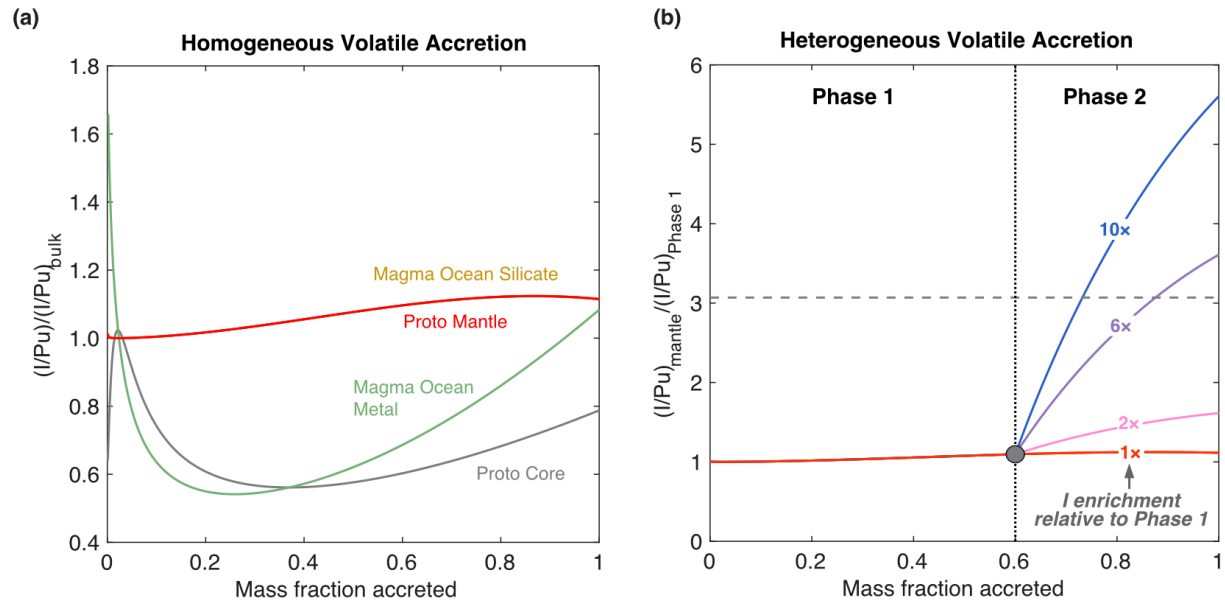 (a)
Homogeneous Volatile Accretion
(I/Pu)/(I/Pu)bulk
1.8
1.6
1.4
1.2
1.0
0.8
0.6
0.4
Magma Ocean Silicate
Proto Mantle
Magma Ocean
Metal
Proto Core
0 0.2 0.4 0.6 0.8 1
Mass fraction accreted
(b)
Heterogeneous Volatile Accretion
(I/Pu)mantle/(I/Pu)Phase 1
6
5
4
3
2
1
0
Phase 1 Phase 2
10×
6×
2×
1×
I enrichment
relative to Phase 1
0 0.2 0.4 0.6 0.8 1
Mass fraction accreted